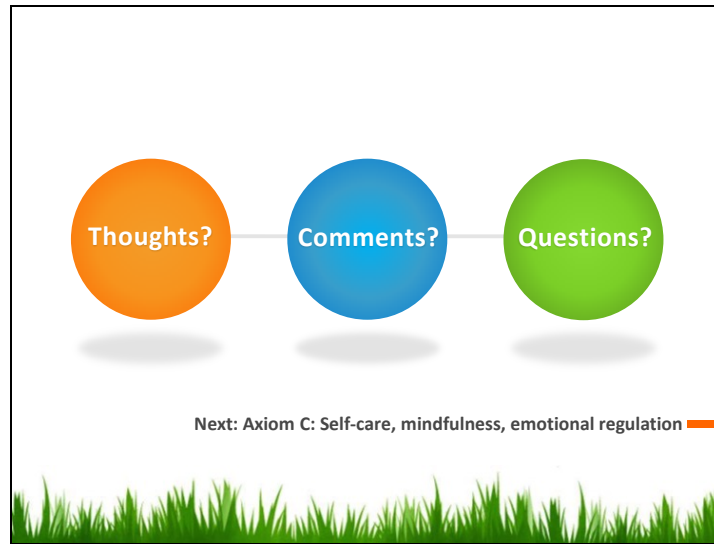 Thoughts?
Comments?
Questions?
Next: Axiom C: Self-care, mindfulness, emotional regulation